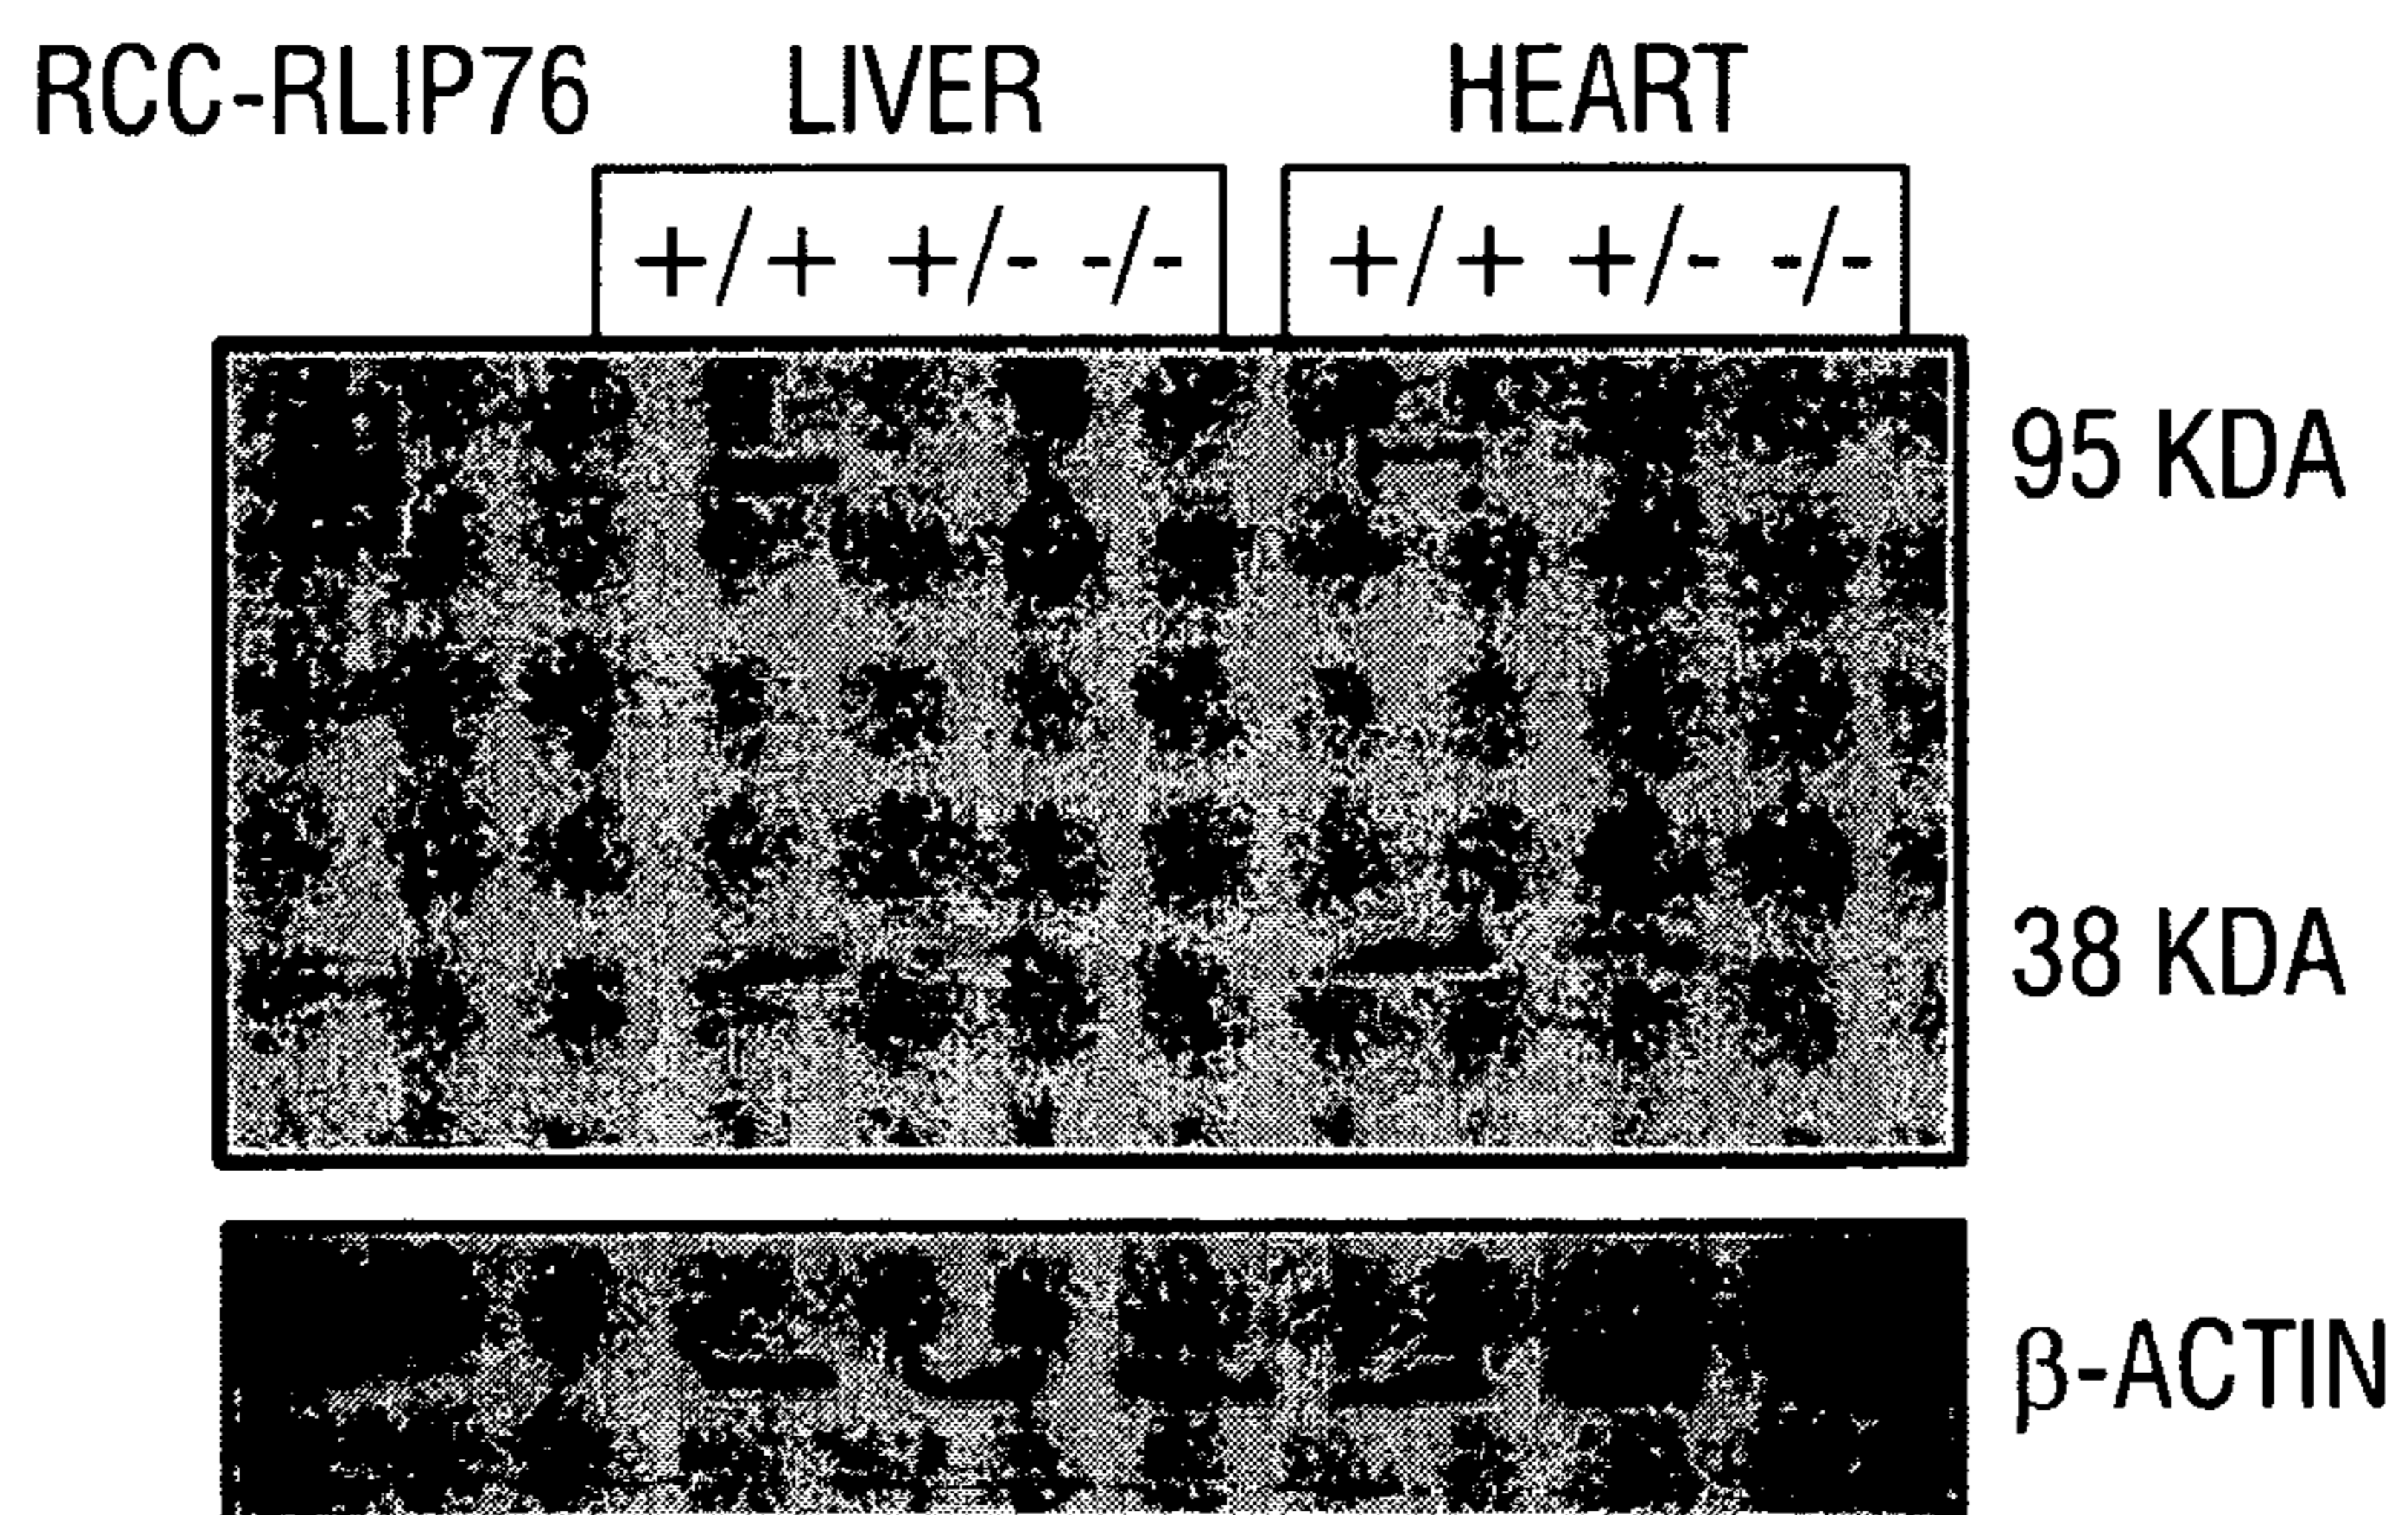 RCC-RLIP76 LIVER HEART
+/+ +/- -/- +/+ +/- -/-
95 KDA
38 KDA
β-ACTIN